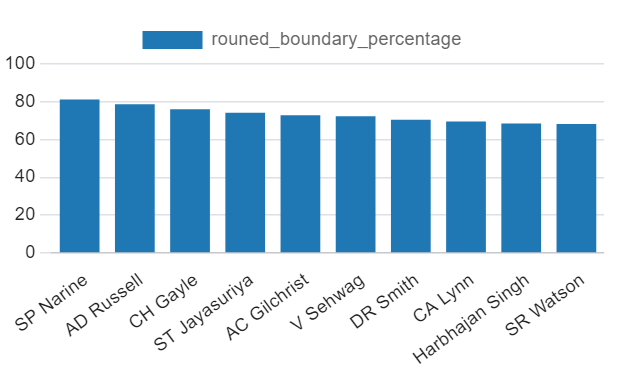 rouned_boundary_percentage
100
80
60
40
20
0
SP Narine
AD Russell
CH Gayle
ST Jayasuriya
AC Gilchrist
V Sehwag
DR Smith
CA Lynn
Harbhajan Singh
SR Watson